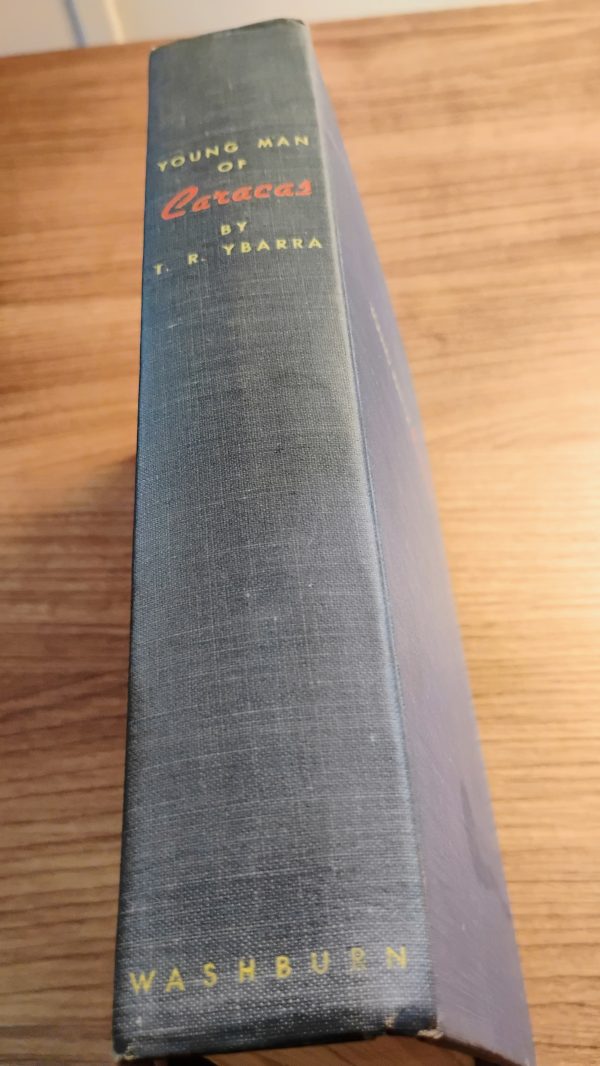 YOUNG MAN
OF
Caracas
BY
T. R. YBARRA
WASHBURN